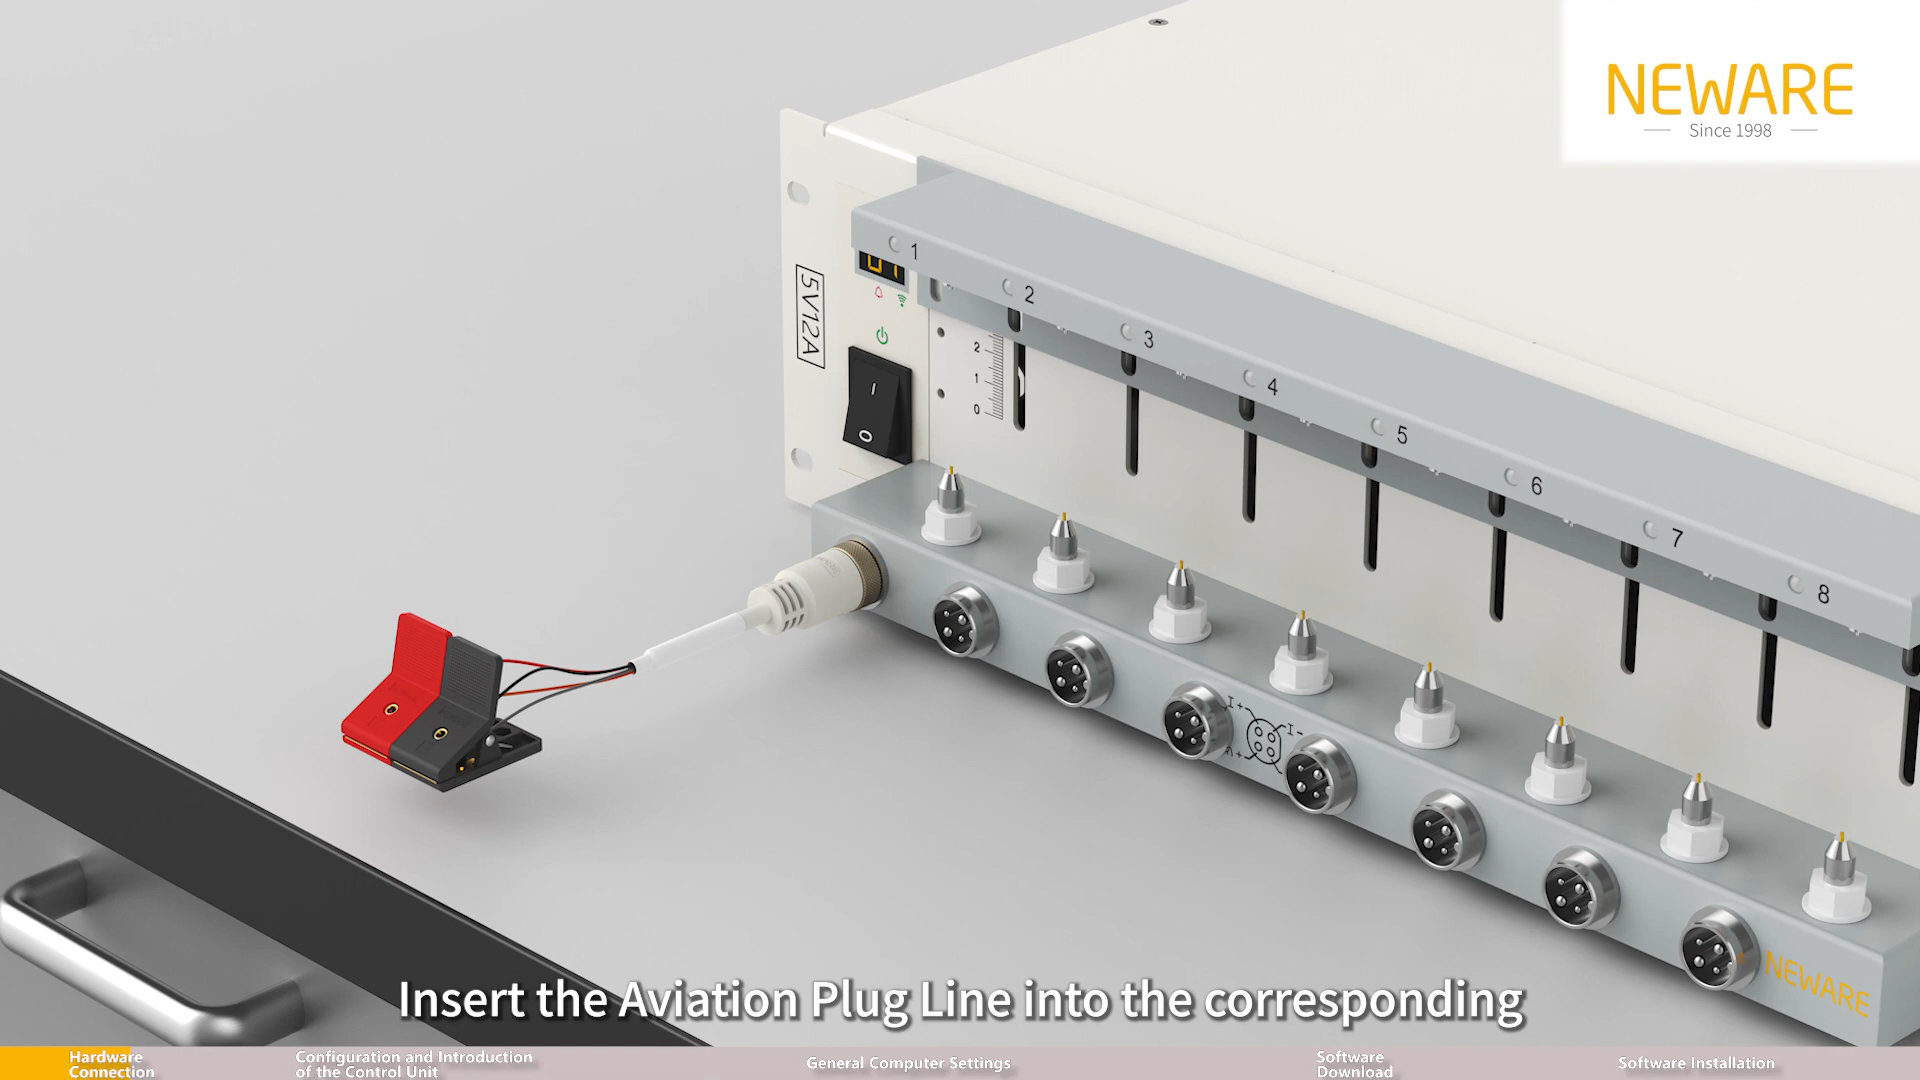 NEWARE
Since 1998
1
2
3
4
5
6
7
8
01
5V12A
2
1
0
I
O
I+
I-
NEWARE
Insert the Aviation Plug Line into the corresponding
Hardware
Connection
Configuration and Introduction
of the Control Unit
General Computer Settings
Software
Download
Software Installation